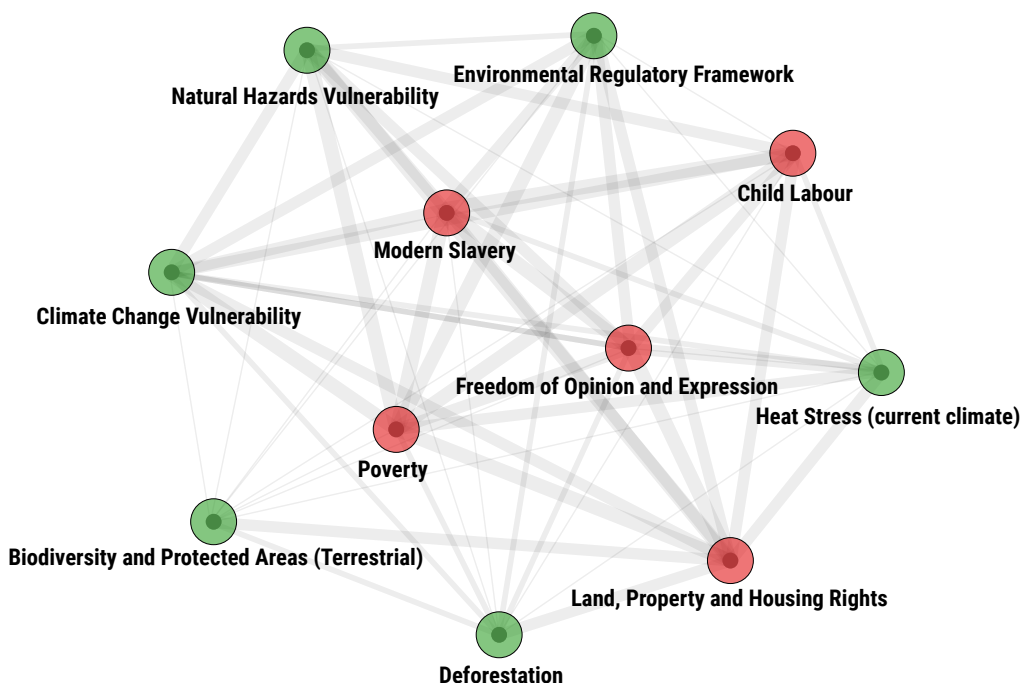 Environmental Regulatory Framework
Natural Hazards Vulnerability
Child Labour
Modern Slavery
Climate Change Vulnerability
Freedom of Opinion and Expression
Heat Stress (current climate)
Poverty
Biodiversity and Protected Areas (Terrestrial)
Land, Property and Housing Rights
Deforestation